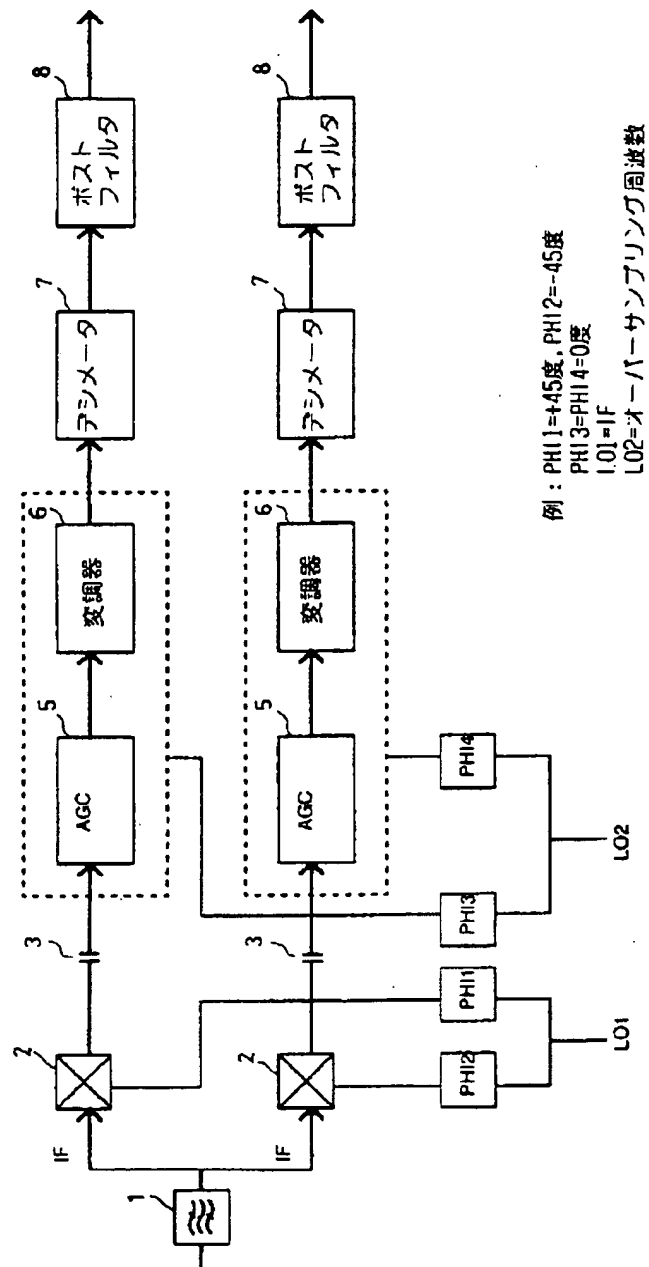 1
IF
IF
2
2
3
3
AGC
5
AGC
5
変調器
6
変調器
6
デシメータ
7
デシメータ
7
ポスト
フィルタ
8
ポスト
フィルタ
8
PHI2
PHI1
PHI3
PHI4
LO1
LO2
例：PHI1=+45度, PHI2=-45度
PHI3=PHI4=0度
LO1=IF
LO2=オーバーサンプリング周波数